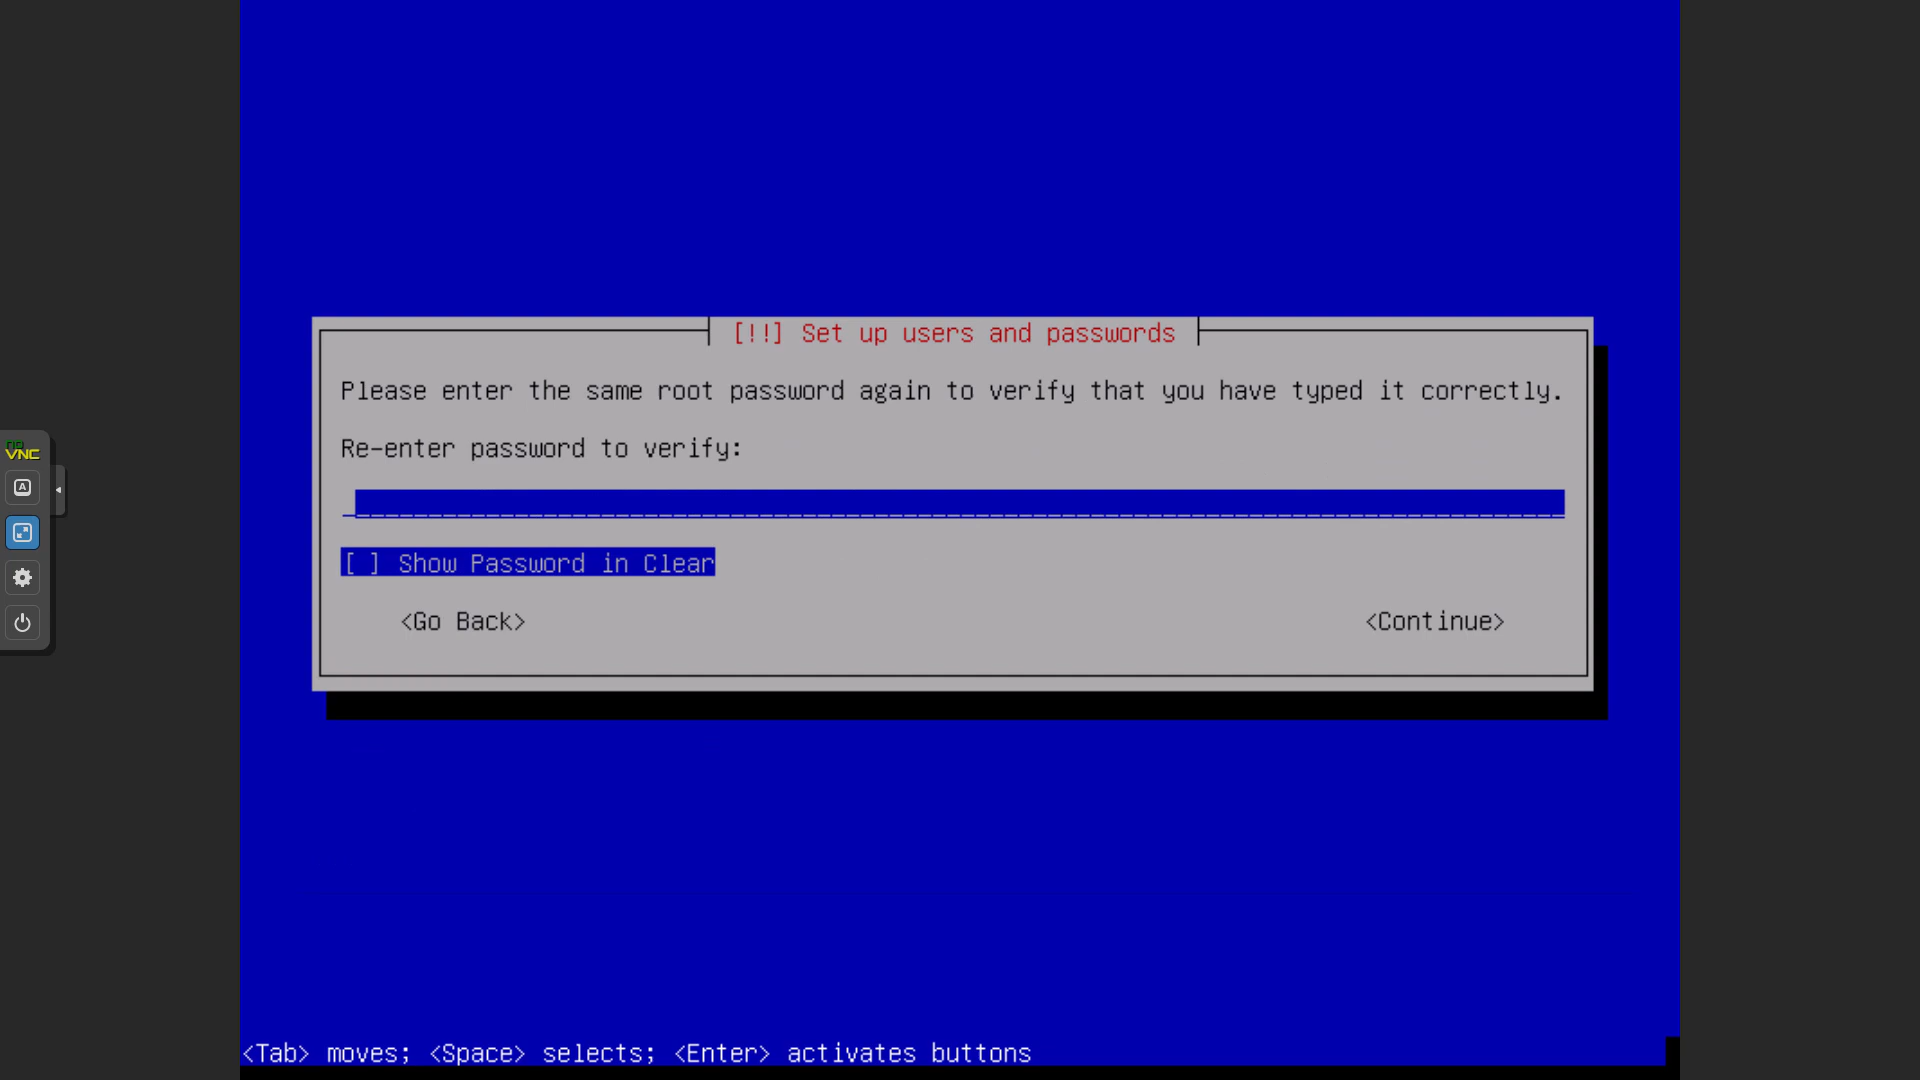 [!!] Set up users and passwords
Please enter the same root password again to verify that you have typed it correctly.
Re-enter password to verify:
[ ] Show Password in Clear
<Go Back> <Continue>
no
VNC
A
<Tab> moves; <Space> selects; <Enter> activates buttons